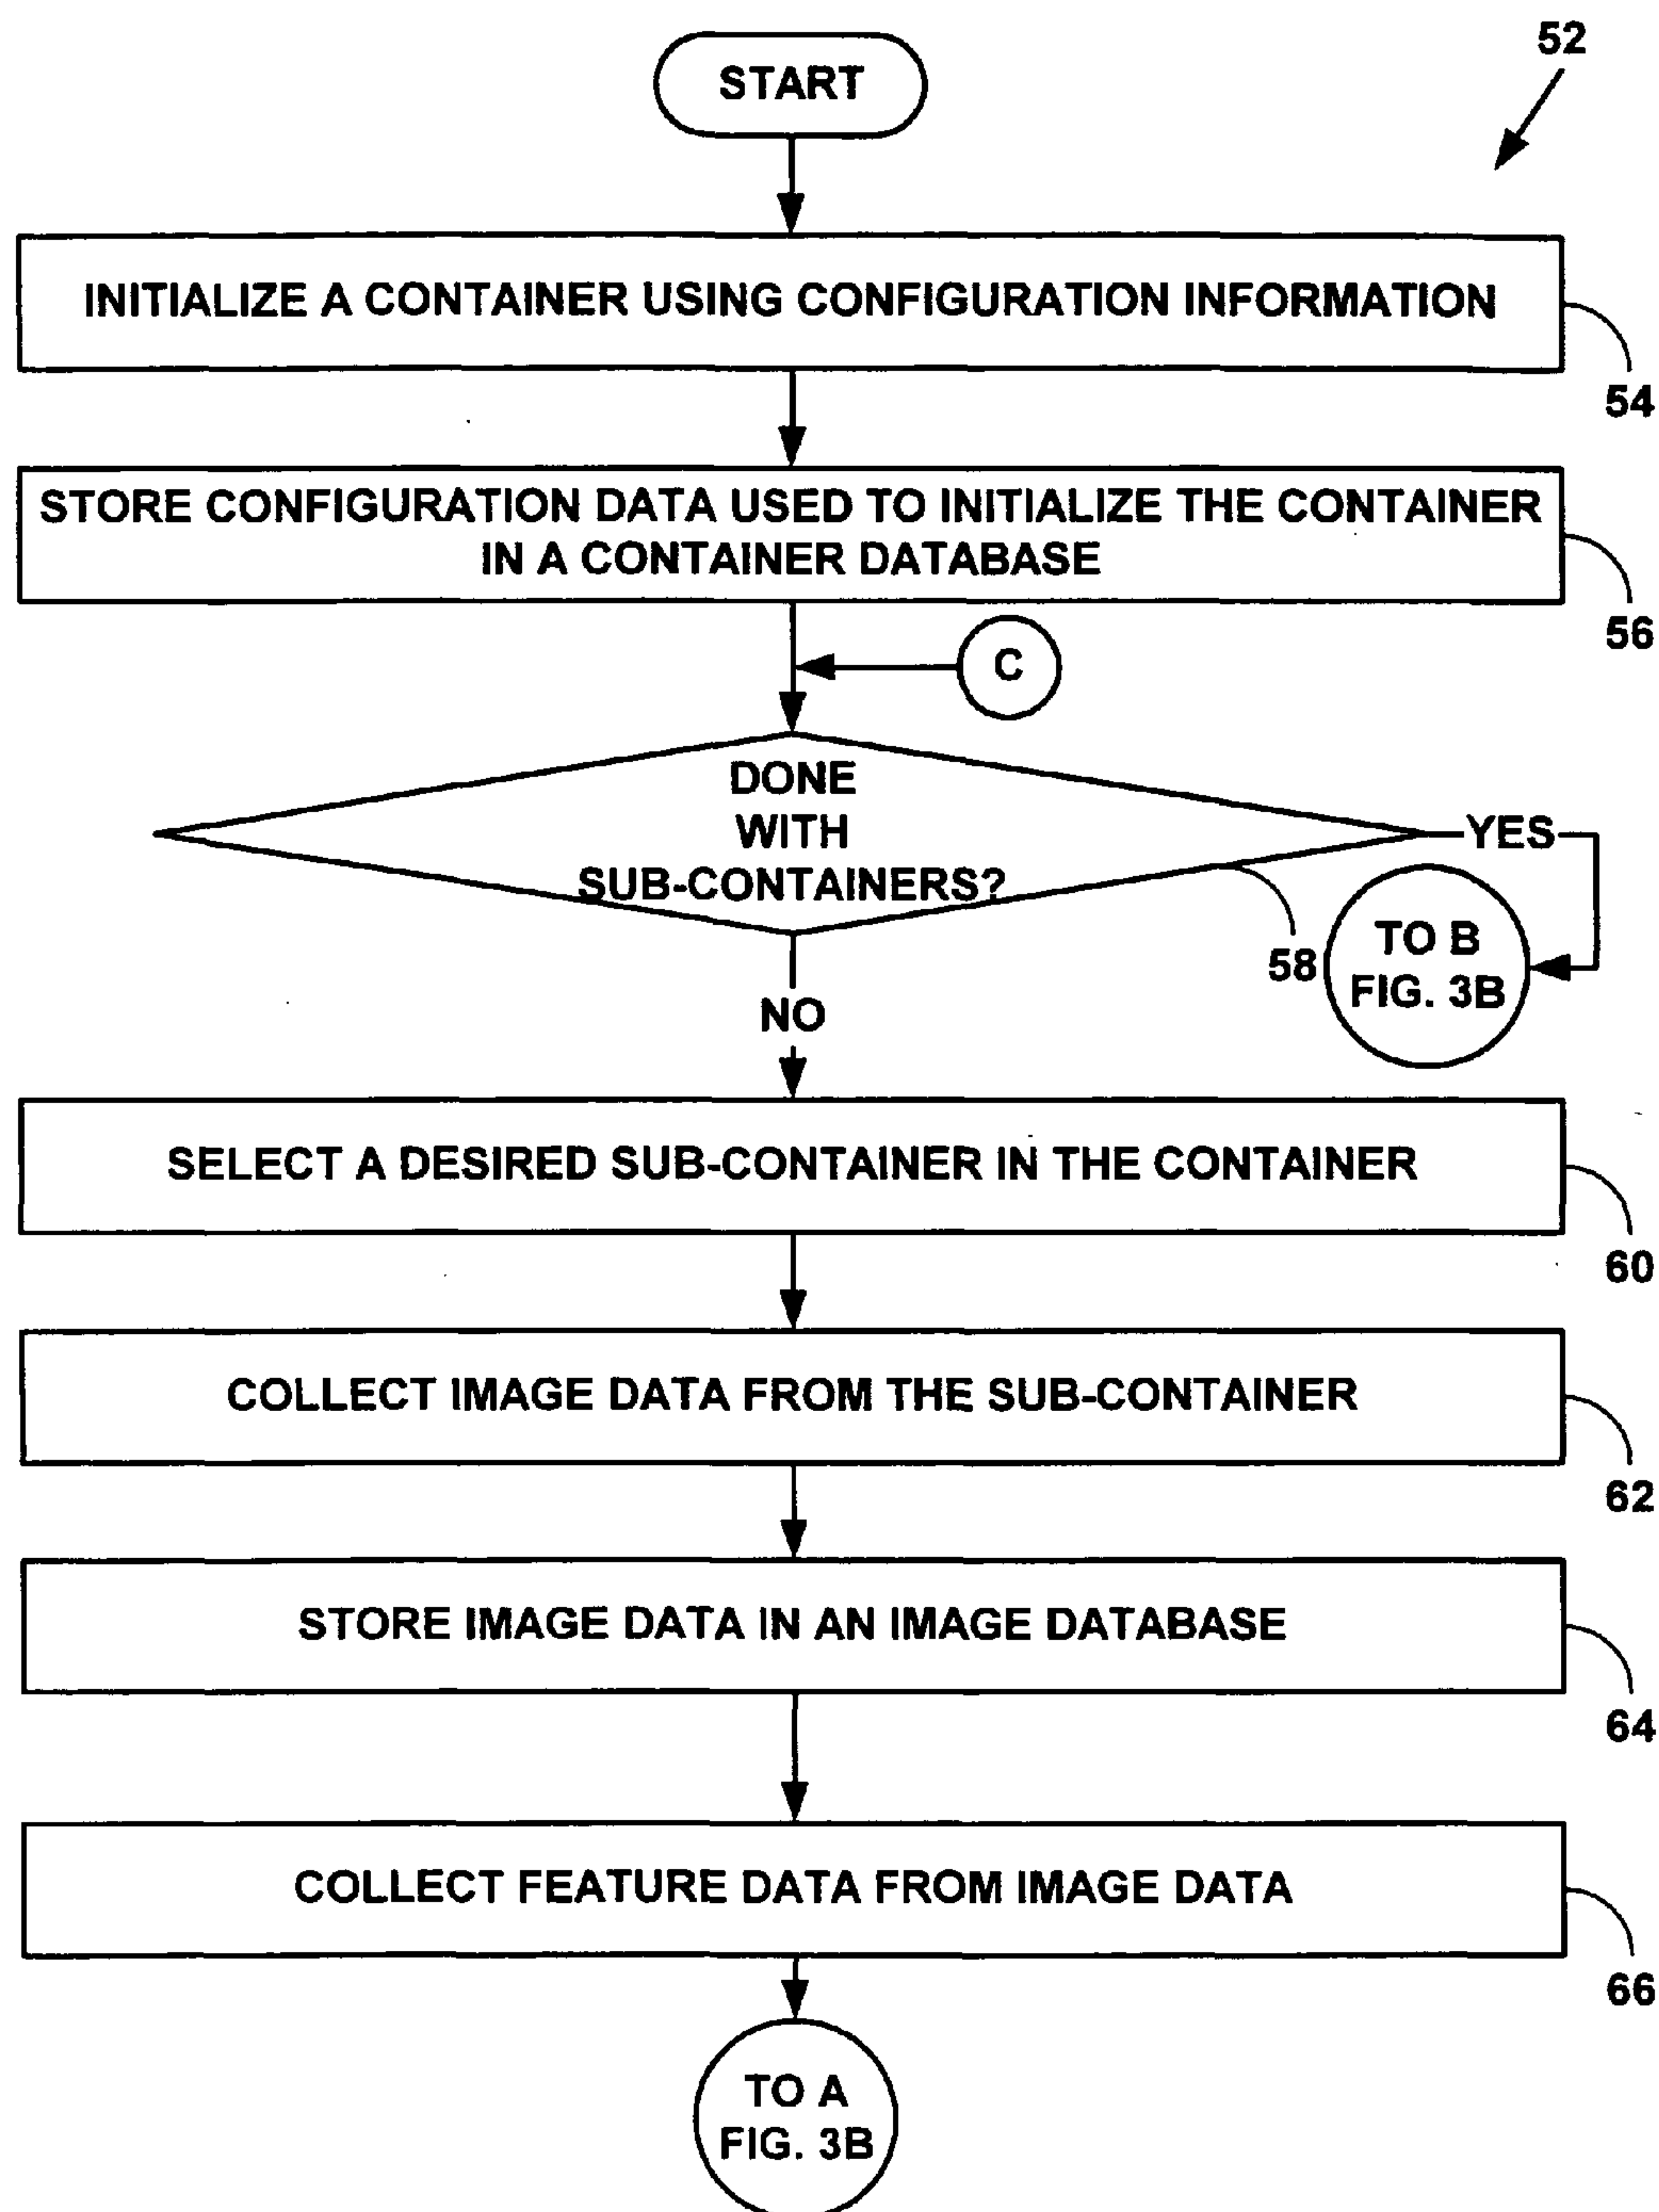 52
START
INITIALIZE A CONTAINER USING CONFIGURATION INFORMATION
54
STORE CONFIGURATION DATA USED TO INITIALIZE THE CONTAINER
IN A CONTAINER DATABASE
56
C
DONE
WITH
SUB-CONTAINERS?
YES
58
TO B
FIG. 3B
NO
SELECT A DESIRED SUB-CONTAINER IN THE CONTAINER
60
COLLECT IMAGE DATA FROM THE SUB-CONTAINER
62
STORE IMAGE DATA IN AN IMAGE DATABASE
64
COLLECT FEATURE DATA FROM IMAGE DATA
66
TO A
FIG. 3B